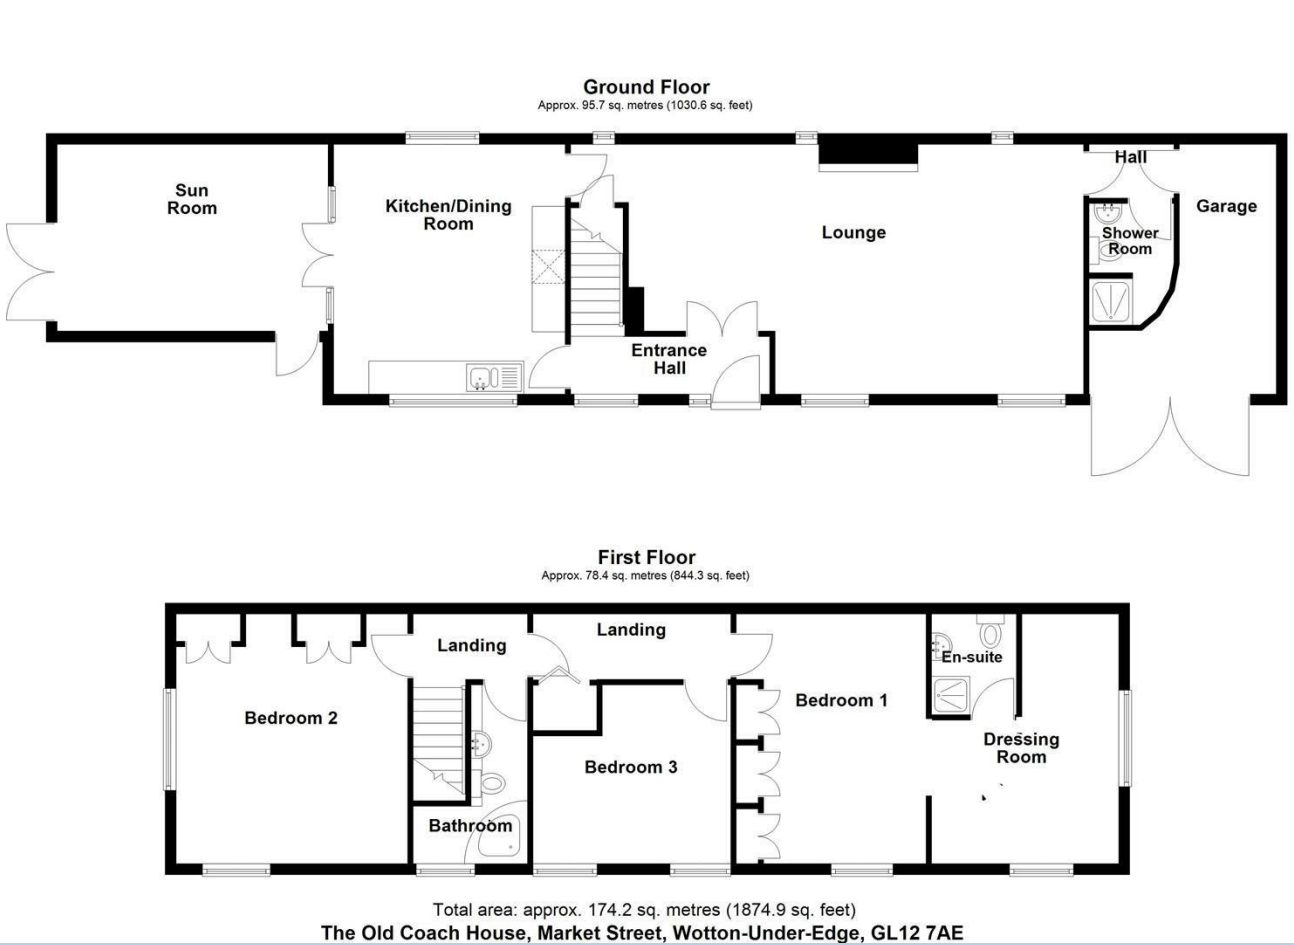 Ground Floor
Approx. 95.7 sq. metres (1030.6 sq. feet)
Hall
Sun
Room
Kitchen/Dining
Room
Garage
Lounge
Shower
Room
Entrance
Hall
First Floor
Approx. 78.4 sq. metres (844.3 sq. feet)
Landing
Landing
En-suite
Bedroom 2
Bedroom 1
Dressing
Room
Bedroom 3
Bathroom
Total area: approx. 174.2 sq. metres (1874.9 sq. feet)
The Old Coach House, Market Street, Wotton-Under-Edge, GL12 7AE